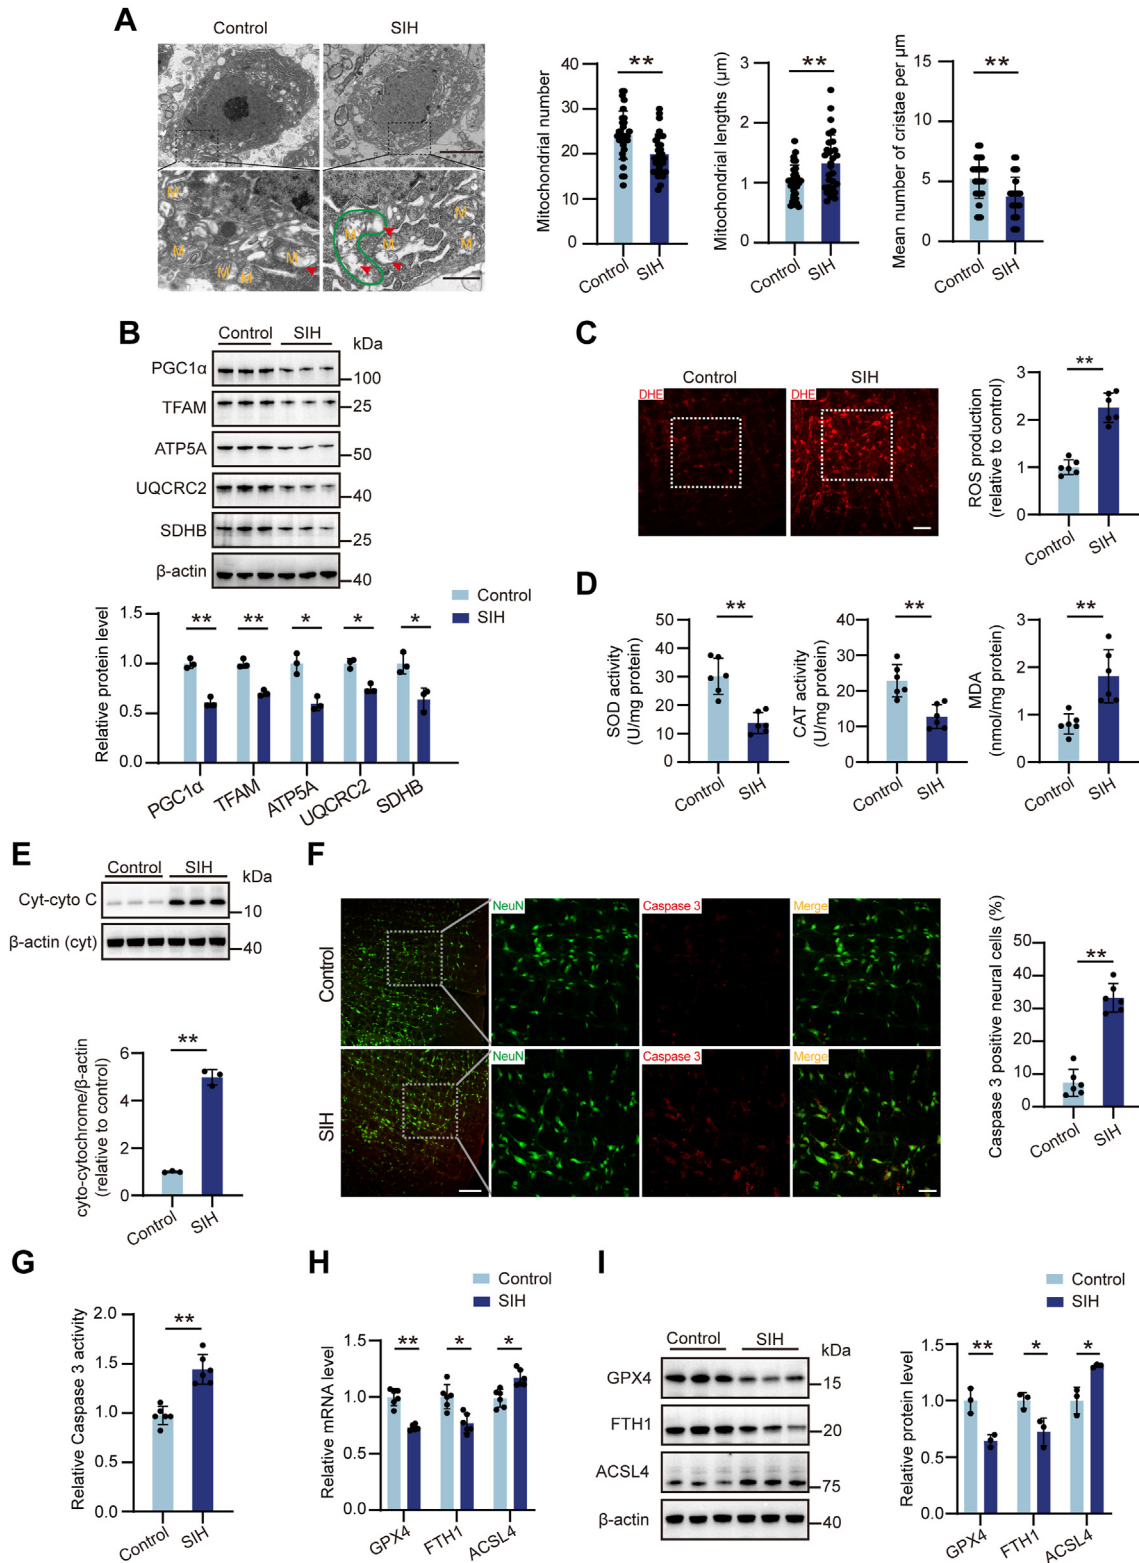 A
Control
SIH
M
M
M
M
M
M
M
M
M
M
Mitochondrial number
40
30
20
10
0
**
Control
SIH
Mitochondrial lengths (μm)
3
2
1
0
**
Control
SIH
Mean number of cristae per μm
15
10
5
0
**
Control
SIH
B
Control
SIH
kDa
PGC1α
100
TFAM
25
ATP5A
50
UQCRC2
40
SDHB
25
β-actin
40
Control
SIH
Relative protein level
1.5
1.0
0.5
0.0
**
**
*
*
*
PGC1α
TFAM
ATP5A
UQCRC2
SDHB
C
Control
SIH
DHE
DHE
ROS production
(relative to control)
3
2
1
0
**
Control
SIH
D
SOD activity
(U/mg protein)
50
40
30
20
10
0
**
Control
SIH
CAT activity
(U/mg protein)
40
30
20
10
0
**
Control
SIH
MDA
(nmol/mg protein)
3
2
1
0
**
Control
SIH
E
Control
SIH
kDa
Cyt-cyto C
10
β-actin (cyt)
40
cyto-cytochrome/β-actin
(relative to control)
6
4
2
0
**
Control
SIH
F
Control
SIH
NeuN
Caspase 3
Merge
NeuN
Caspase 3
Merge
Caspase 3 positive neural cells (%)
50
40
30
20
10
0
**
Control
SIH
G
Relative Caspase 3 activity
2.0
1.5
1.0
0.5
0.0
**
Control
SIH
H
Control
SIH
Relative mRNA level
1.5
1.0
0.5
0.0
**
*
*
GPX4
FTH1
ACSL4
I
Control
SIH
kDa
GPX4
15
FTH1
20
ACSL4
75
β-actin
40
Control
SIH
Relative protein level
1.5
1.0
0.5
0.0
**
*
*
GPX4
FTH1
ACSL4